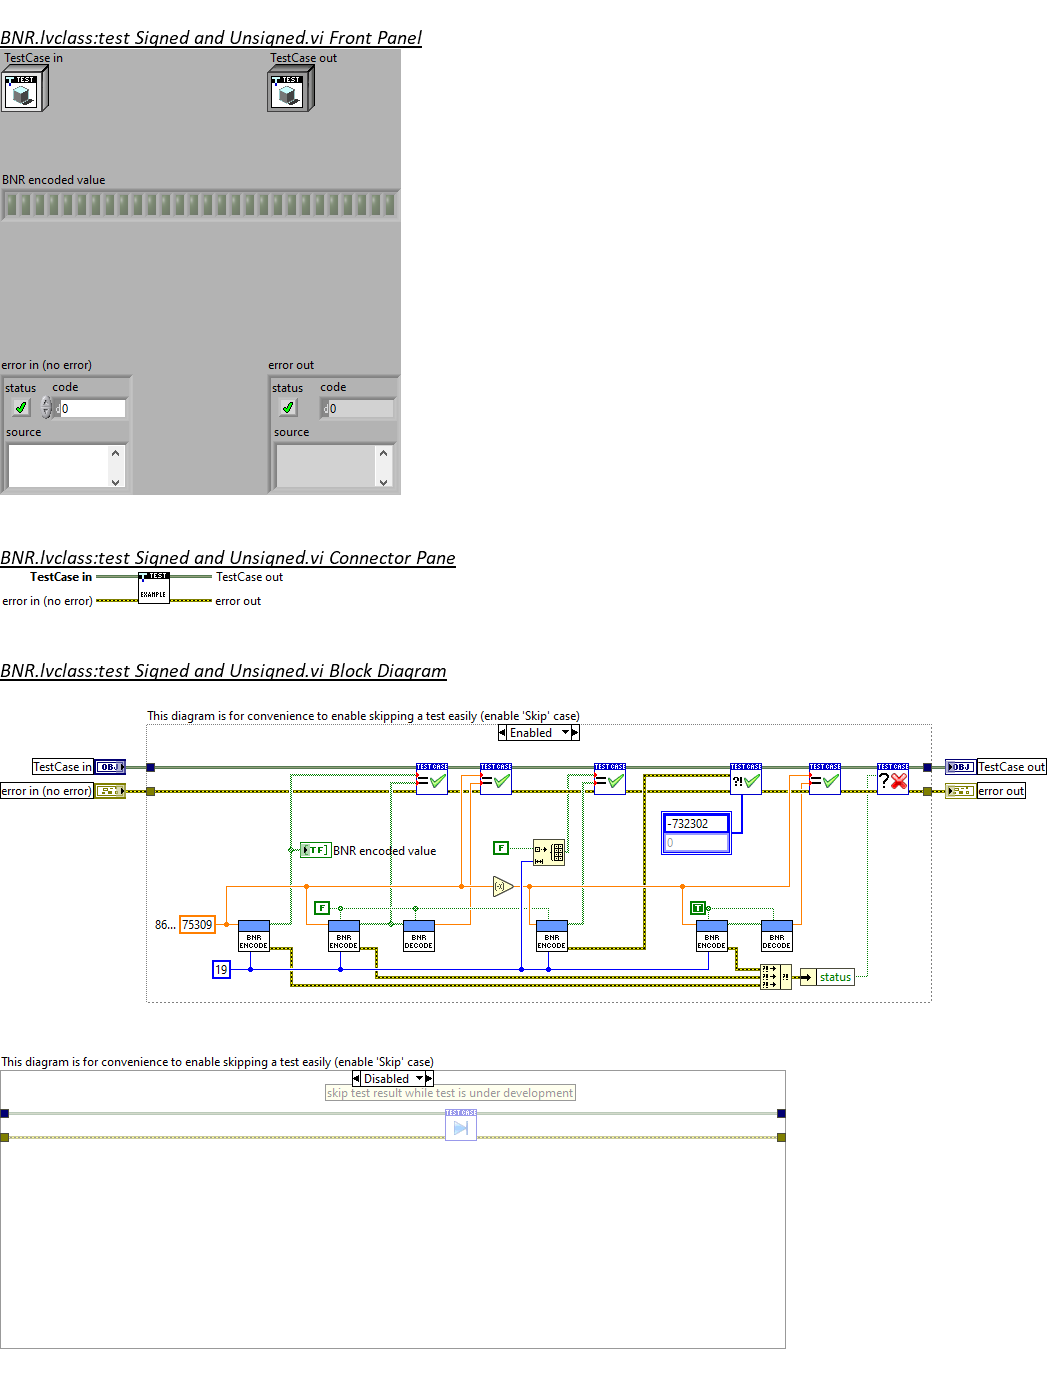 BNR.lvclass:test Signed and Unsigned.vi Front Panel
TestCase in
TestCase out
TEST
TEST
BNR encoded value
error in (no error)
error out
status code
status code
d 0
d 0
source
source
BNR.lvclass:test Signed and Unsigned.vi Connector Pane
TestCase in
TEST
TestCase out
error in (no error)
EXAMPLE
error out
BNR.lvclass:test Signed and Unsigned.vi Block Diagram
This diagram is for convenience to enable skipping a test easily (enable 'Skip' case)
Enabled
TestCase in
OBJ
TEST CASE
=
TEST CASE
=
TEST CASE
=
TEST CASE
?!
TEST CASE
=
TEST CASE
?
OBJ
TestCase out
error in (no error)
error out
-732302
0
TF
BNR encoded value
F
86...
75309
F
T
BNR
ENCODE
BNR
ENCODE
BNR
DECODE
BNR
ENCODE
BNR
ENCODE
BNR
DECODE
19
status
This diagram is for convenience to enable skipping a test easily (enable 'Skip' case)
Disabled
skip test result while test is under development
TEST CASE